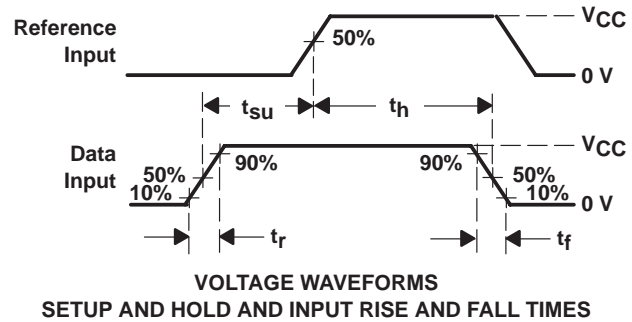 Reference
Input
50%
VCC
0 V
tsu
th
Data
Input
50%
10%
90%
90%
50%
10%
VCC
0 V
tr
tf
VOLTAGE WAVEFORMS
SETUP AND HOLD AND INPUT RISE AND FALL TIMES